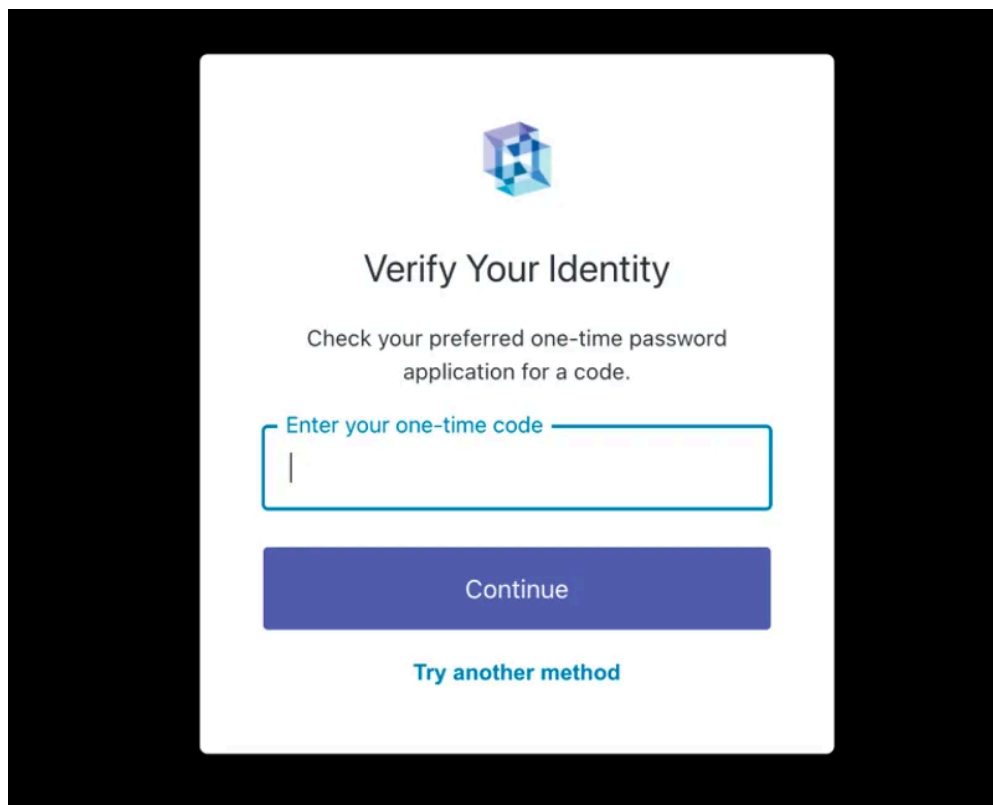 Verify Your Identity
Check your preferred one-time password
application for a code.
Enter your one-time code
Continue
Try another method